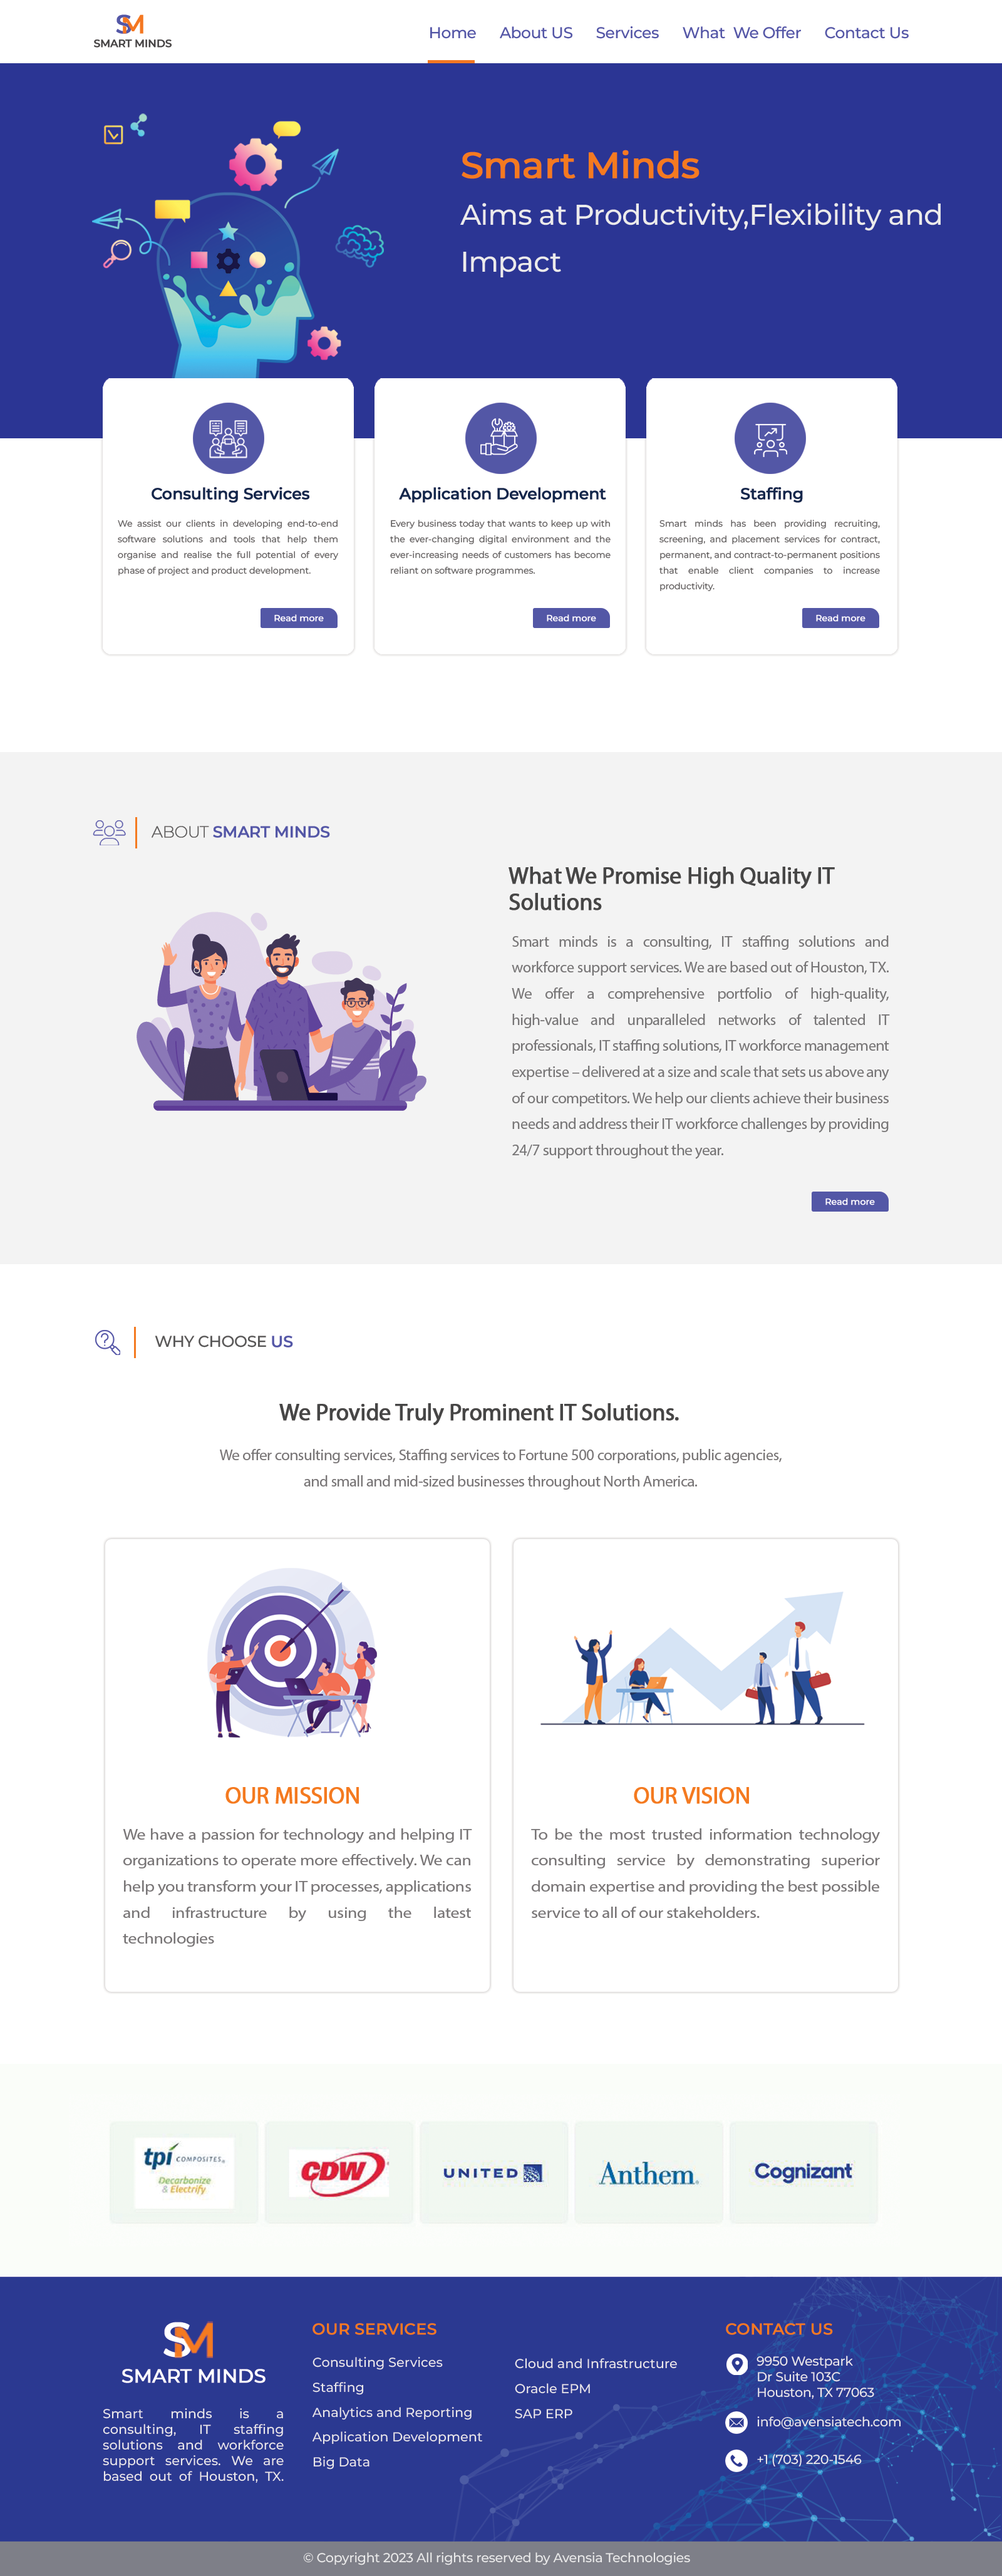 SM
SMART MINDS
Home About US Services What We Offer Contact Us
Smart Minds
Aims at Productivity,Flexibility and
Impact
Consulting Services
We assist our clients in developing end-to-end
software solutions and tools that help them
organise and realise the full potential of every
phase of project and product development.
Read more
Application Development
Every business today that wants to keep up with
the ever-changing digital environment and the
ever-increasing needs of customers has become
reliant on software programmes.
Read more
Staffing
Smart minds has been providing recruiting,
screening, and placement services for contract,
permanent, and contract-to-permanent positions
that enable client companies to increase
productivity.
Read more
ABOUT SMART MINDS
What We Promise High Quality IT
Solutions
Smart minds is a consulting, IT staffing solutions and
workforce support services. We are based out of Houston, TX.
We offer a comprehensive portfolio of high-quality,
high-value and unparalleled networks of talented IT
professionals, IT staffing solutions, IT workforce management
expertise – delivered at a size and scale that sets us above any
of our competitors. We help our clients achieve their business
needs and address their IT workforce challenges by providing
24/7 support throughout the year.
Read more
WHY CHOOSE US
We Provide Truly Prominent IT Solutions.
We offer consulting services, Staffing services to Fortune 500 corporations, public agencies,
and small and mid-sized businesses throughout North America.
OUR MISSION
We have a passion for technology and helping IT
organizations to operate more effectively. We can
help you transform your IT processes, applications
and infrastructure by using the latest
technologies
OUR VISION
To be the most trusted information technology
consulting service by demonstrating superior
domain expertise and providing the best possible
service to all of our stakeholders.
tpi COMPOSITES®
Decarbonize
& Electrify
CDW
UNITED
Anthem®
Cognizant
SM
SMART MINDS
Smart minds is a
consulting, IT staffing
solutions and workforce
support services. We are
based out of Houston, TX.
OUR SERVICES
Consulting Services
Staffing
Analytics and Reporting
Application Development
Big Data
Cloud and Infrastructure
Oracle EPM
SAP ERP
CONTACT US
9950 Westpark
Dr Suite 103C
Houston, TX 77063
info@avensiatech.com
+1 (703) 220-1546
© Copyright 2023 All rights reserved by Avensia Technologies